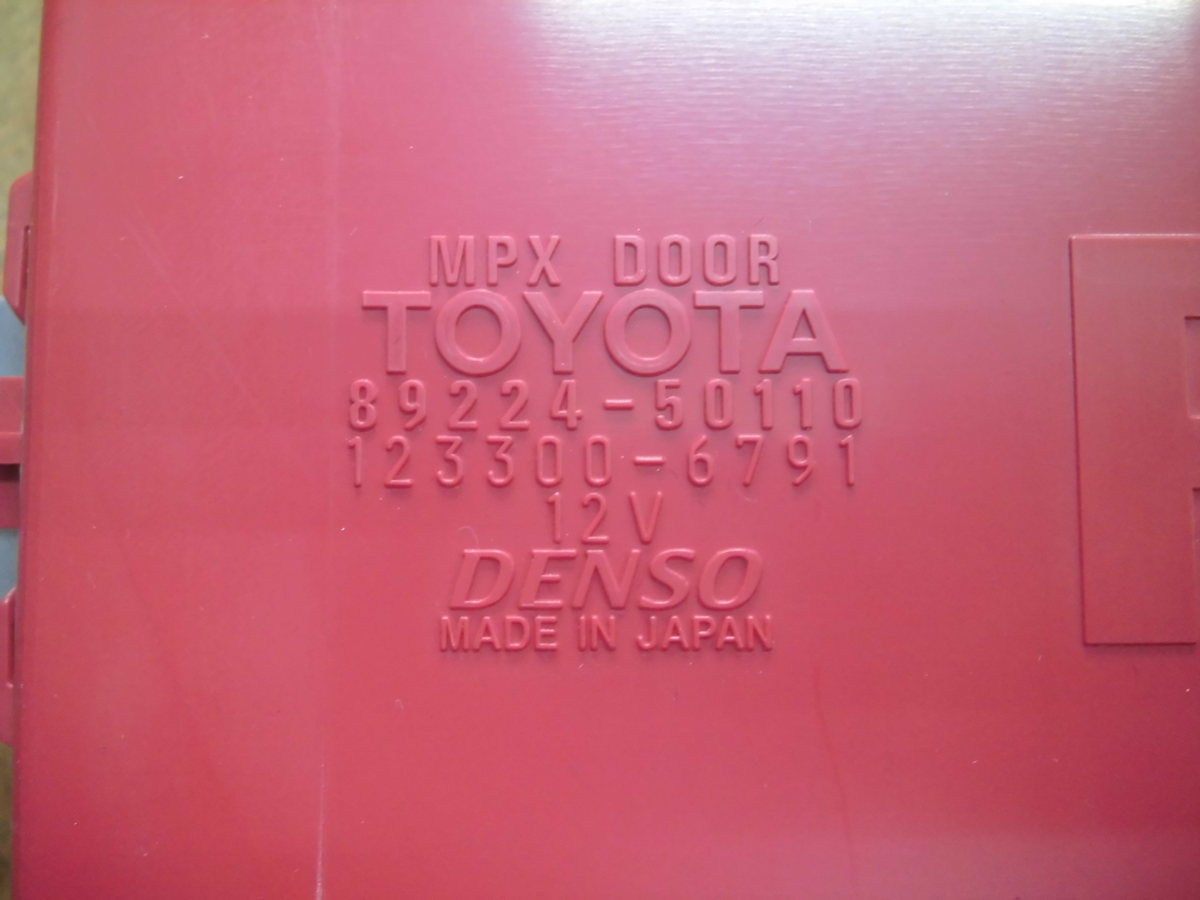 MPX DOOR
TOYOTA
89224-50110
123300-6791
12V
DENSO
MADE IN JAPAN